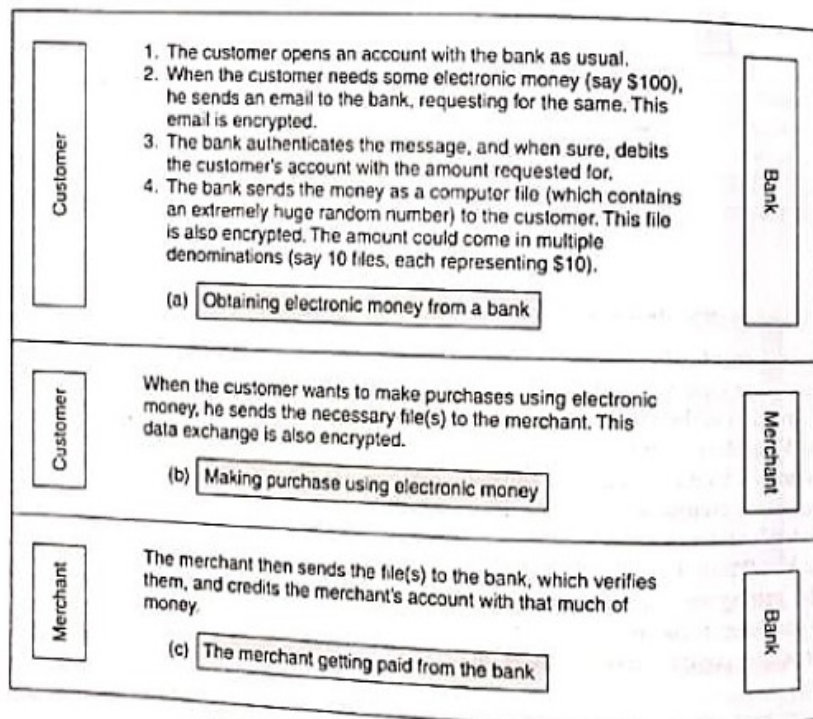 Customer
1. The customer opens an account with the bank as usual.
2. When the customer needs some electronic money (say $100),
he sends an email to the bank, requesting for the same. This
email is encrypted.
3. The bank authenticates the message, and when sure, debits
the customer's account with the amount requested for.
4. The bank sends the money as a computer file (which contains
an extremely huge random number) to the customer. This file
is also encrypted. The amount could come in multiple
denominations (say 10 files, each representing $10).
(a) Obtaining electronic money from a bank
Bank
Customer
When the customer wants to make purchases using electronic
money, he sends the necessary file(s) to the merchant. This
data exchange is also encrypted.
(b) Making purchase using electronic money
Merchant
Merchant
The merchant then sends the file(s) to the bank, which verifies
them, and credits the merchant's account with that much of
money.
(c) The merchant getting paid from the bank
Bank